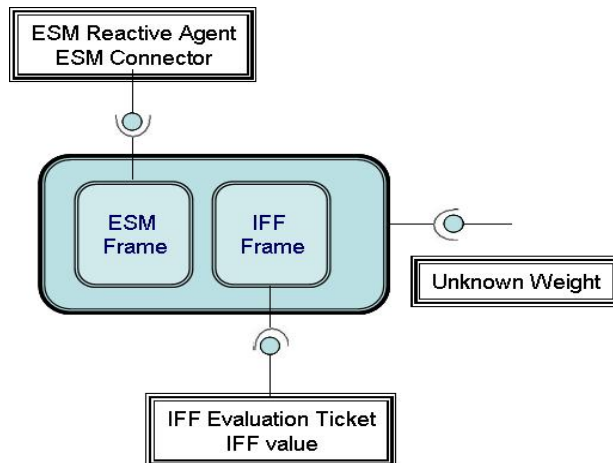 ESM Reactive Agent
ESM Connector
ESM
Frame
IFF
Frame
Unknown Weight
IFF Evaluation Ticket
IFF value